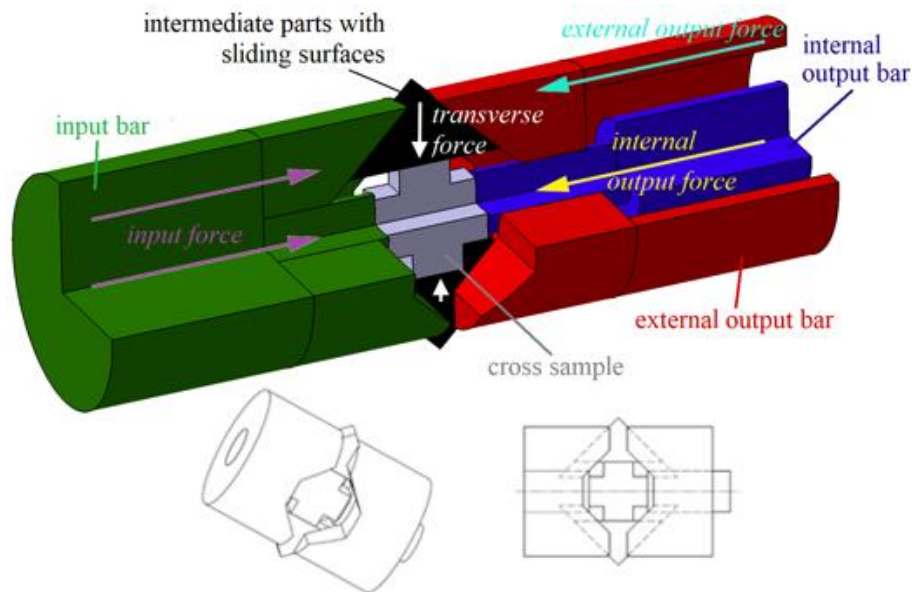 intermediate parts with
sliding surfaces
external output force
internal
output bar
input bar
transverse
force
internal
output force
input force
external output bar
cross sample